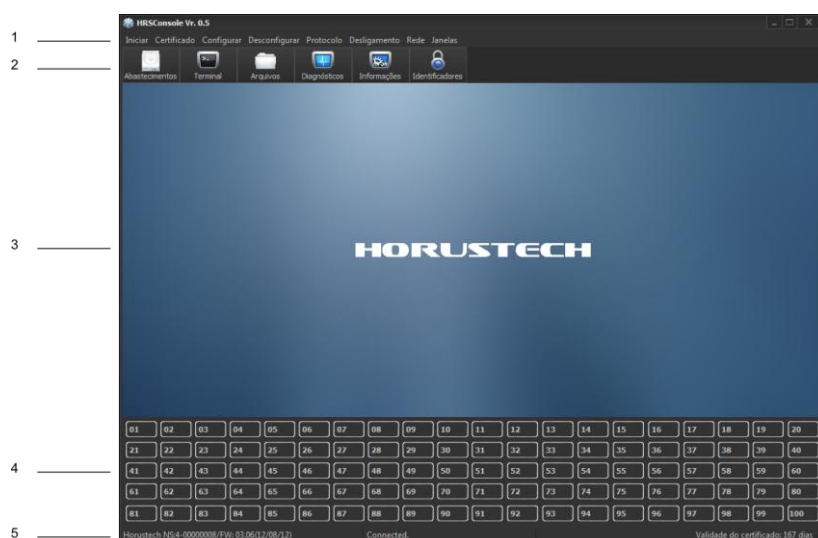 HRSConsole Vr. 0.5
1
Iniciar Certificado Configurar Desconfigurar Protocolo Desligamento Rede Janelas
2
Abastecimentos Terminal Arquivos Diagnósticos Informações Identificadores
3
HORUSTECH
01 02 03 04 05 06 07 08 09 10 11 12 13 14 15 16 17 18 19 20
21 22 23 24 25 26 27 28 29 30 31 32 33 34 35 36 37 38 39 40
4
41 42 43 44 45 46 47 48 49 50 51 52 53 54 55 56 57 58 59 60
61 62 63 64 65 66 67 68 69 70 71 72 73 74 75 76 77 78 79 80
81 82 83 84 85 86 87 88 89 90 91 92 93 94 95 96 97 98 99 100
5
Horustech NS:4-00000008/FW: 03.06(12/08/12) Connected. Validade do certificado: 167 dias